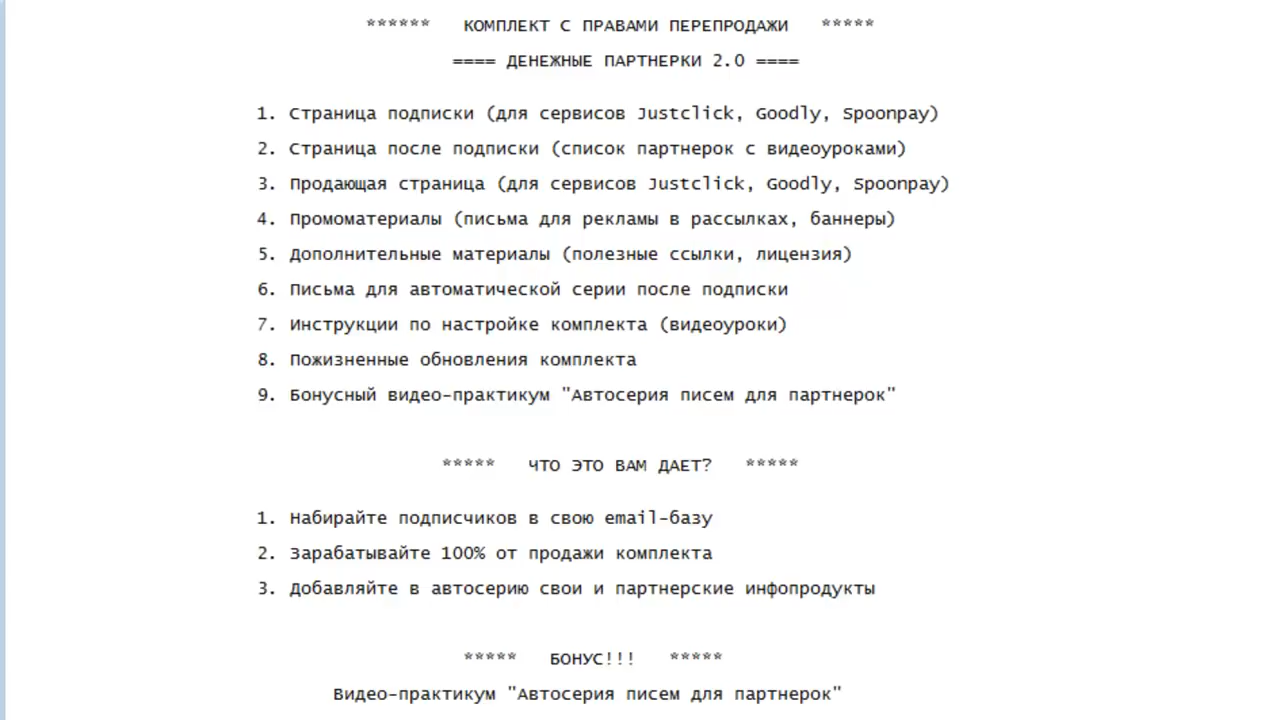 ****** КОМПЛЕКТ С ПРАВАМИ ПЕРЕПРОДАЖИ *****
==== ДЕНЕЖНЫЕ ПАРТНЕРКИ 2.0 ====
1. Страница подписки (для сервисов Justclick, Goodly, Spoonpay)
2. Страница после подписки (список партнерок с видеоуроками)
3. Продающая страница (для сервисов Justclick, Goodly, Spoonpay)
4. Промоматериалы (письма для рекламы в рассылках, баннеры)
5. Дополнительные материалы (полезные ссылки, лицензия)
6. Письма для автоматической серии после подписки
7. Инструкции по настройке комплекта (видеоуроки)
8. Пожизненные обновления комплекта
9. Бонусный видео-практикум "Автосерия писем для партнерок"
***** ЧТО ЭТО ВАМ ДАЕТ? *****
1. Набирайте подписчиков в свою email-базу
2. Зарабатывайте 100% от продажи комплекта
3. Добавляйте в автосерию свои и партнерские инфопродукты
***** БОНУС!!! *****
Видео-практикум "Автосерия писем для партнерок"